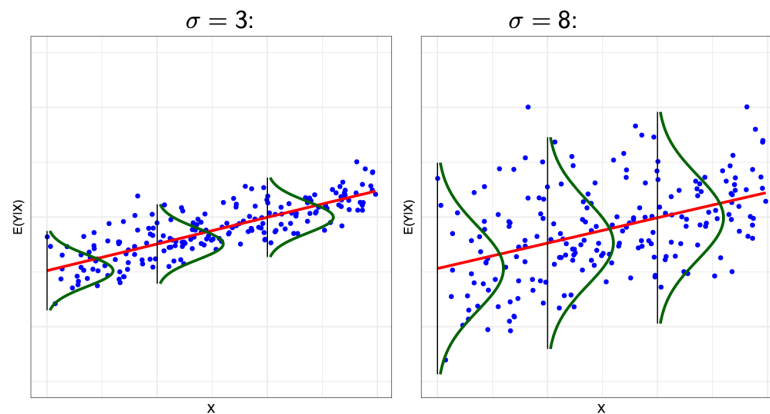 σ = 3:
σ = 8:
E(Y|X)
X
E(Y|X)
X